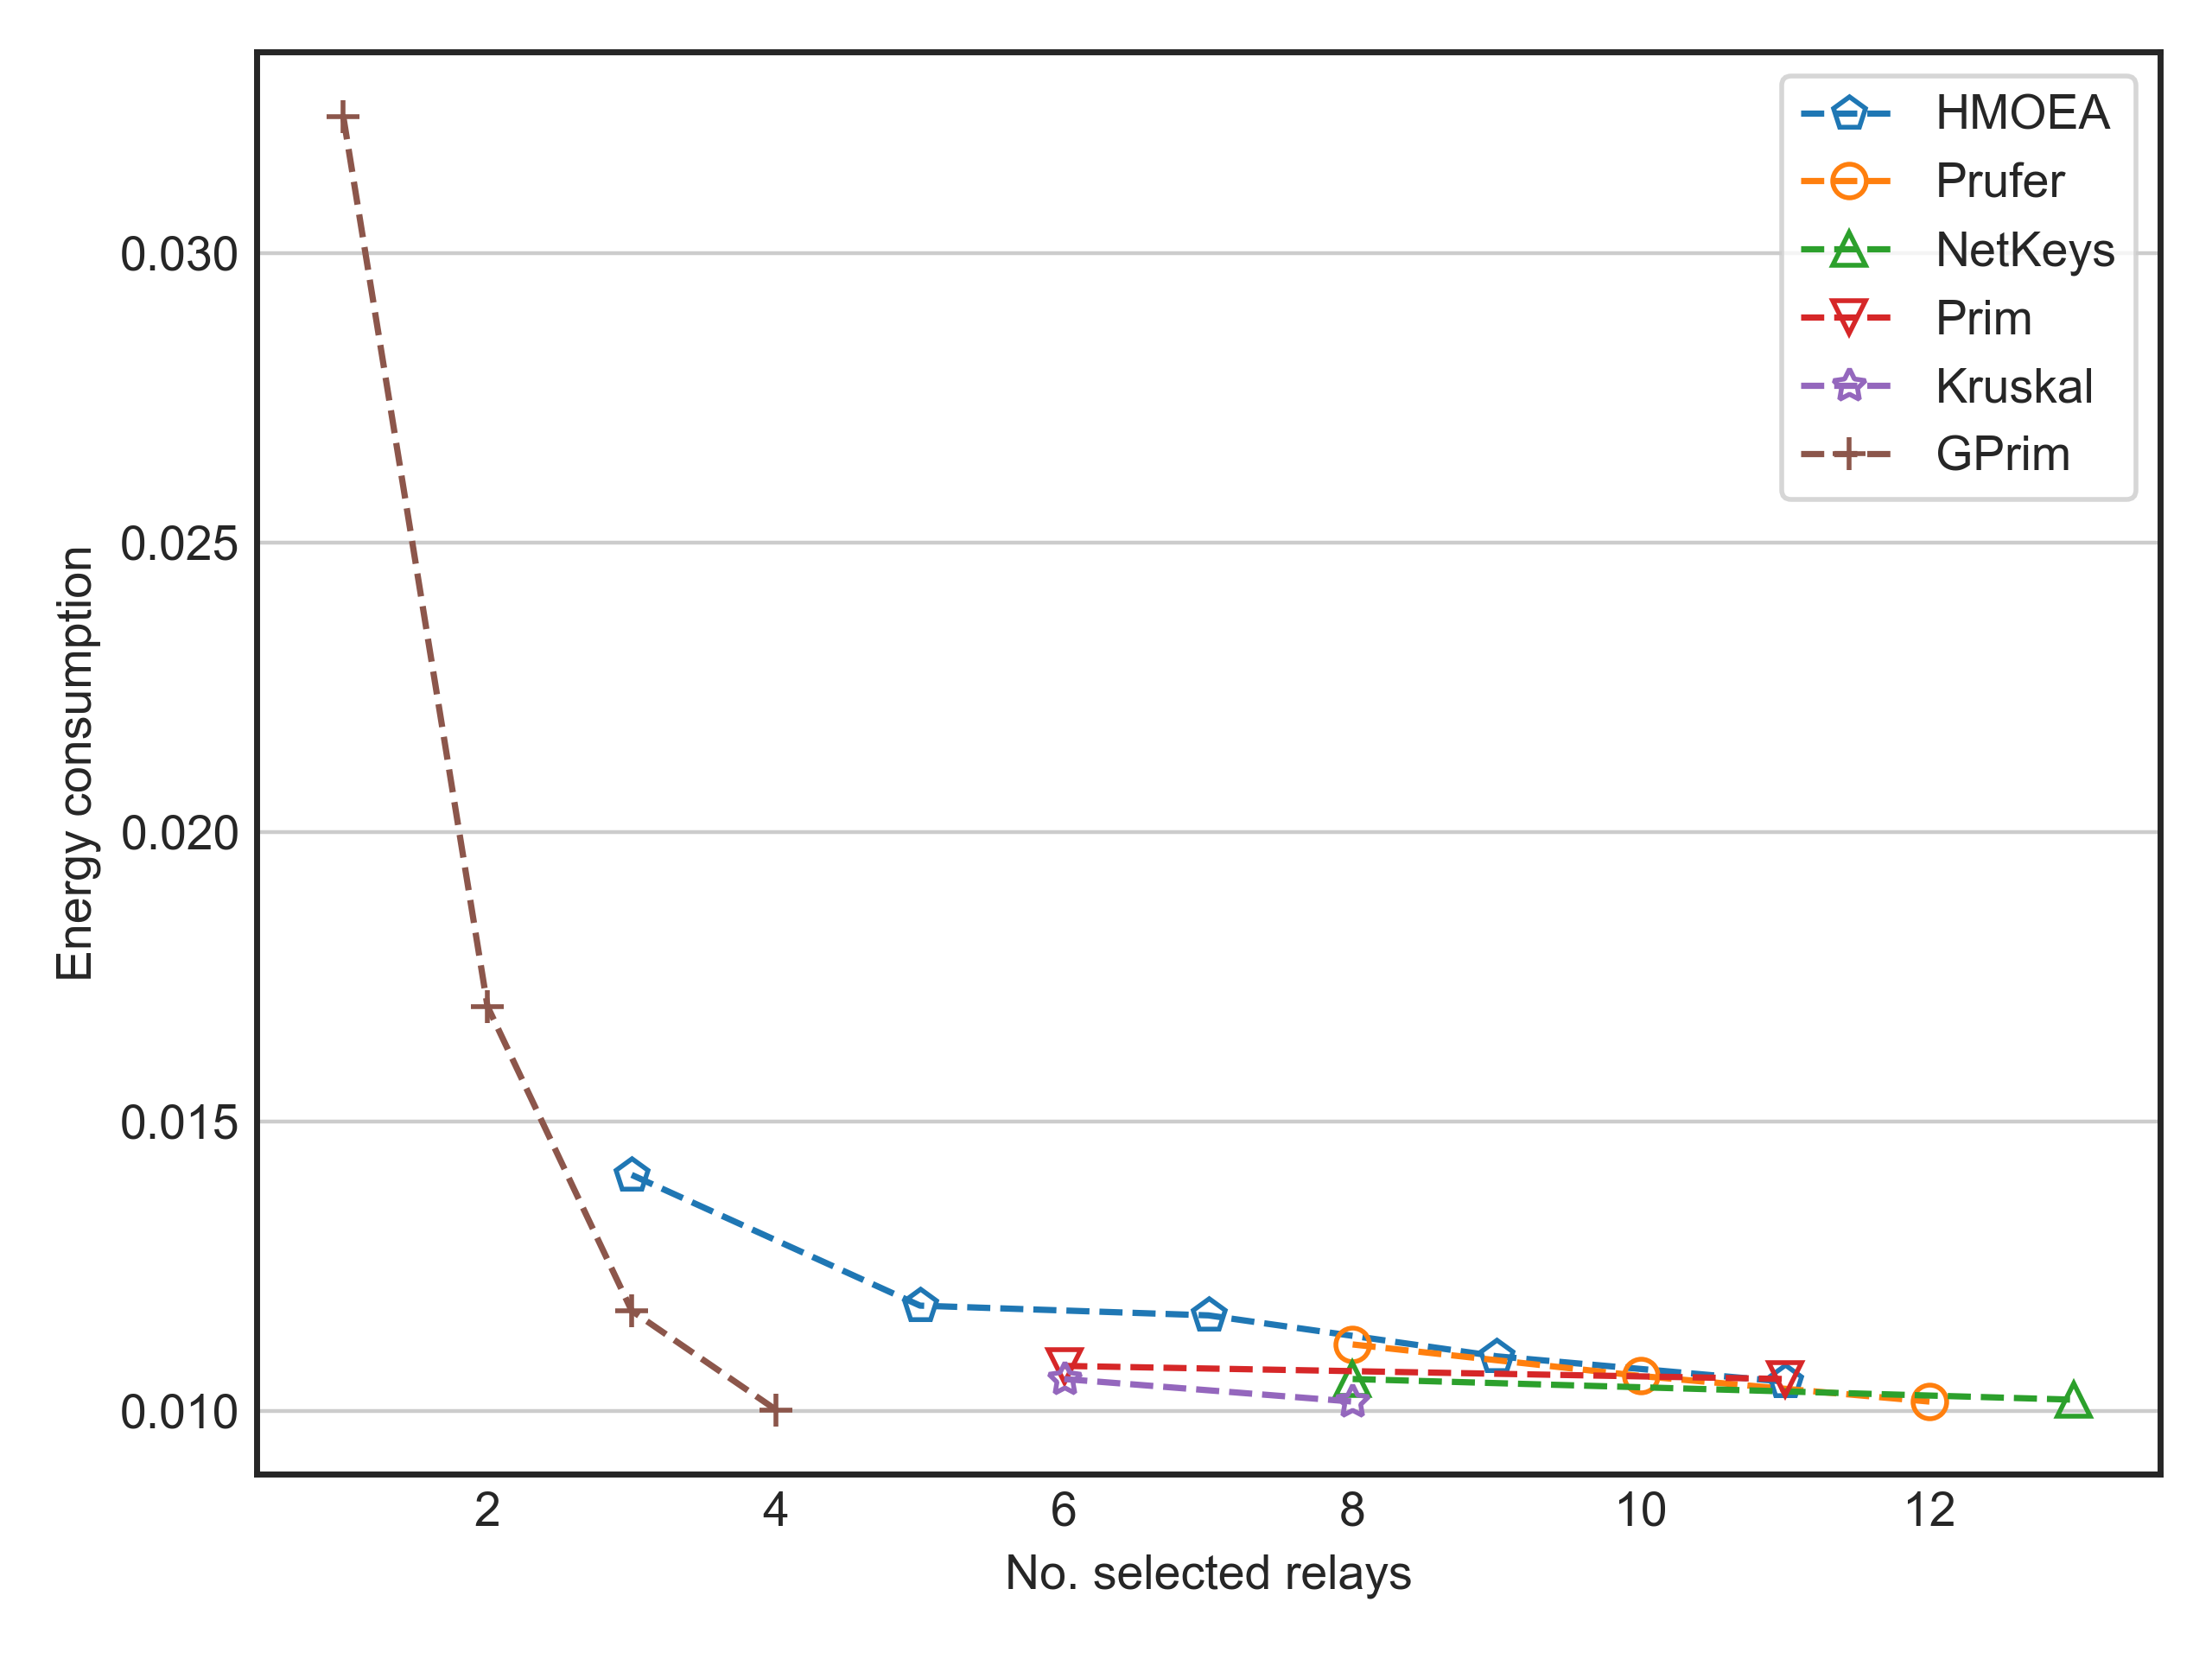 HMOEA
Prufer
NetKeys
Prim
Kruskal
GPrim
Energy consumption
0.030
0.025
0.020
0.015
0.010
2 4 6 8 10 12
No. selected relays